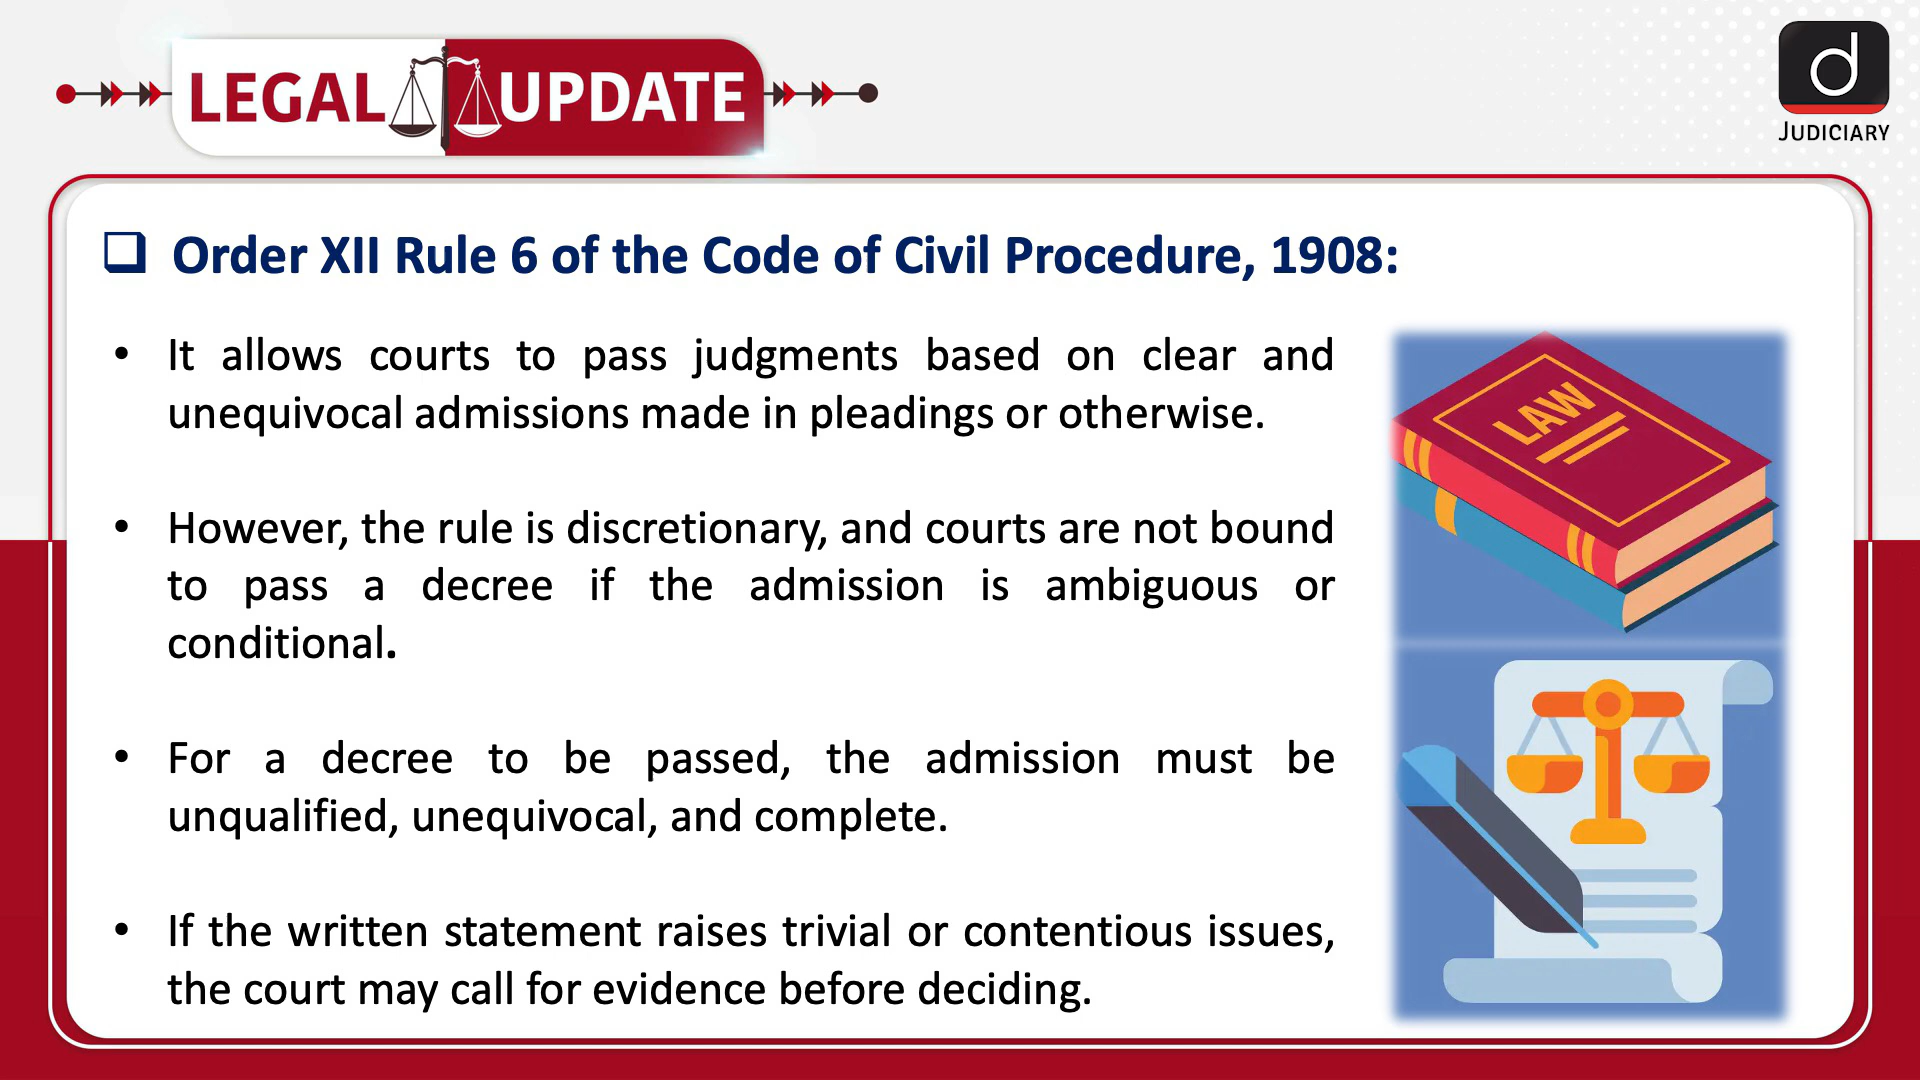 LEGAL UPDATE
d
JUDICIARY
❑ Order XII Rule 6 of the Code of Civil Procedure, 1908:
• It allows courts to pass judgments based on clear and
unequivocal admissions made in pleadings or otherwise.
• However, the rule is discretionary, and courts are not bound
to pass a decree if the admission is ambiguous or
conditional.
• For a decree to be passed, the admission must be
unqualified, unequivocal, and complete.
• If the written statement raises trivial or contentious issues,
the court may call for evidence before deciding.
LAW